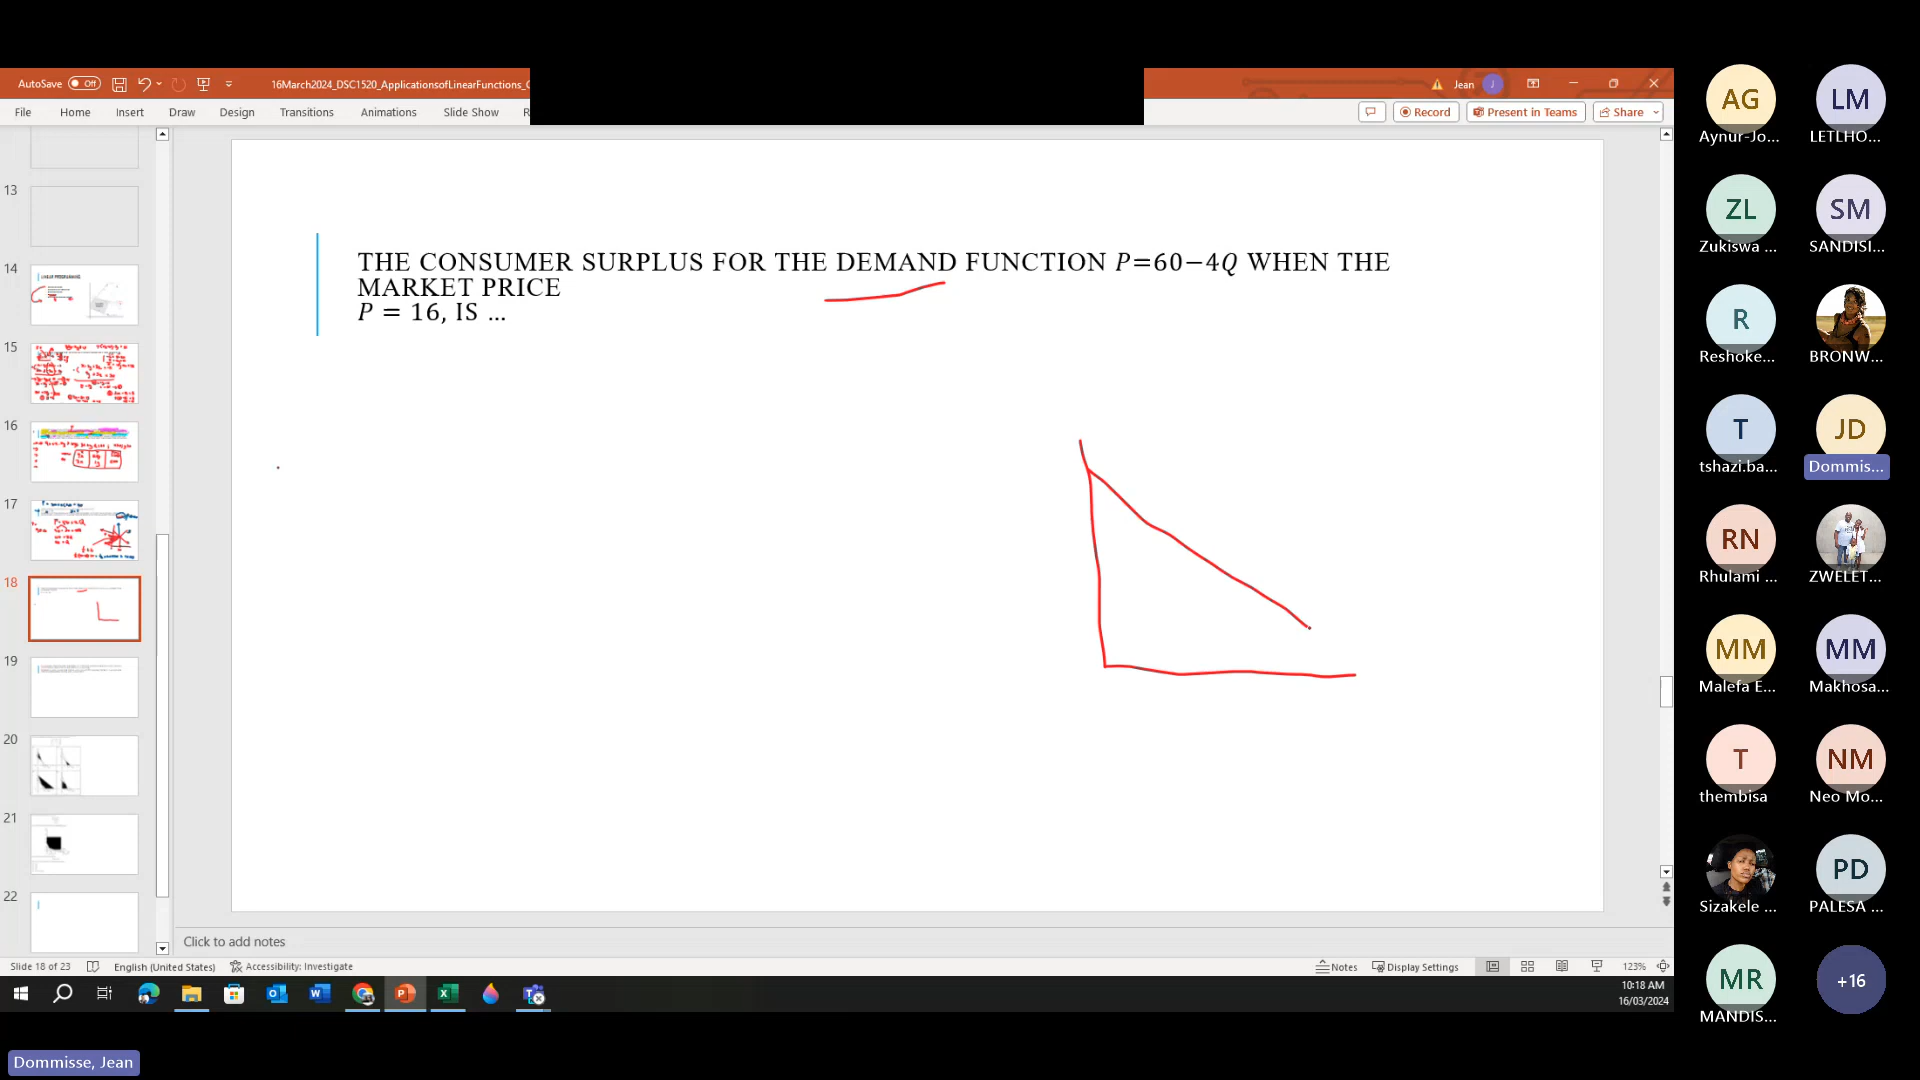 AutoSave Off 16March2024_DSC1520_ApplicationsofLinearFunctions_ Jean J
File Home Insert Draw Design Transitions Animations Slide Show Record Present in Teams Share
13
14
15
16
17
18
19
20
21
22
THE CONSUMER SURPLUS FOR THE DEMAND FUNCTION P=60−4Q WHEN THE
MARKET PRICE
P = 16, IS ...
Click to add notes
Slide 18 of 23 English (United States) Accessibility: Investigate Notes Display Settings 123%
10:18 AM
16/03/2024
AG LM
Aynur-Jo... LETLHO...
ZL SM
Zukiswa ... SANDISI...
R
Reshoke... BRONW...
T JD
tshazi.ba... Dommis...
RN
Rhulami ... ZWELET...
MM MM
Malefa E... Makhosa...
T NM
thembisa Neo Mo...
PD
Sizakele ... PALESA ...
MR +16
MANDIS...
Dommisse, Jean